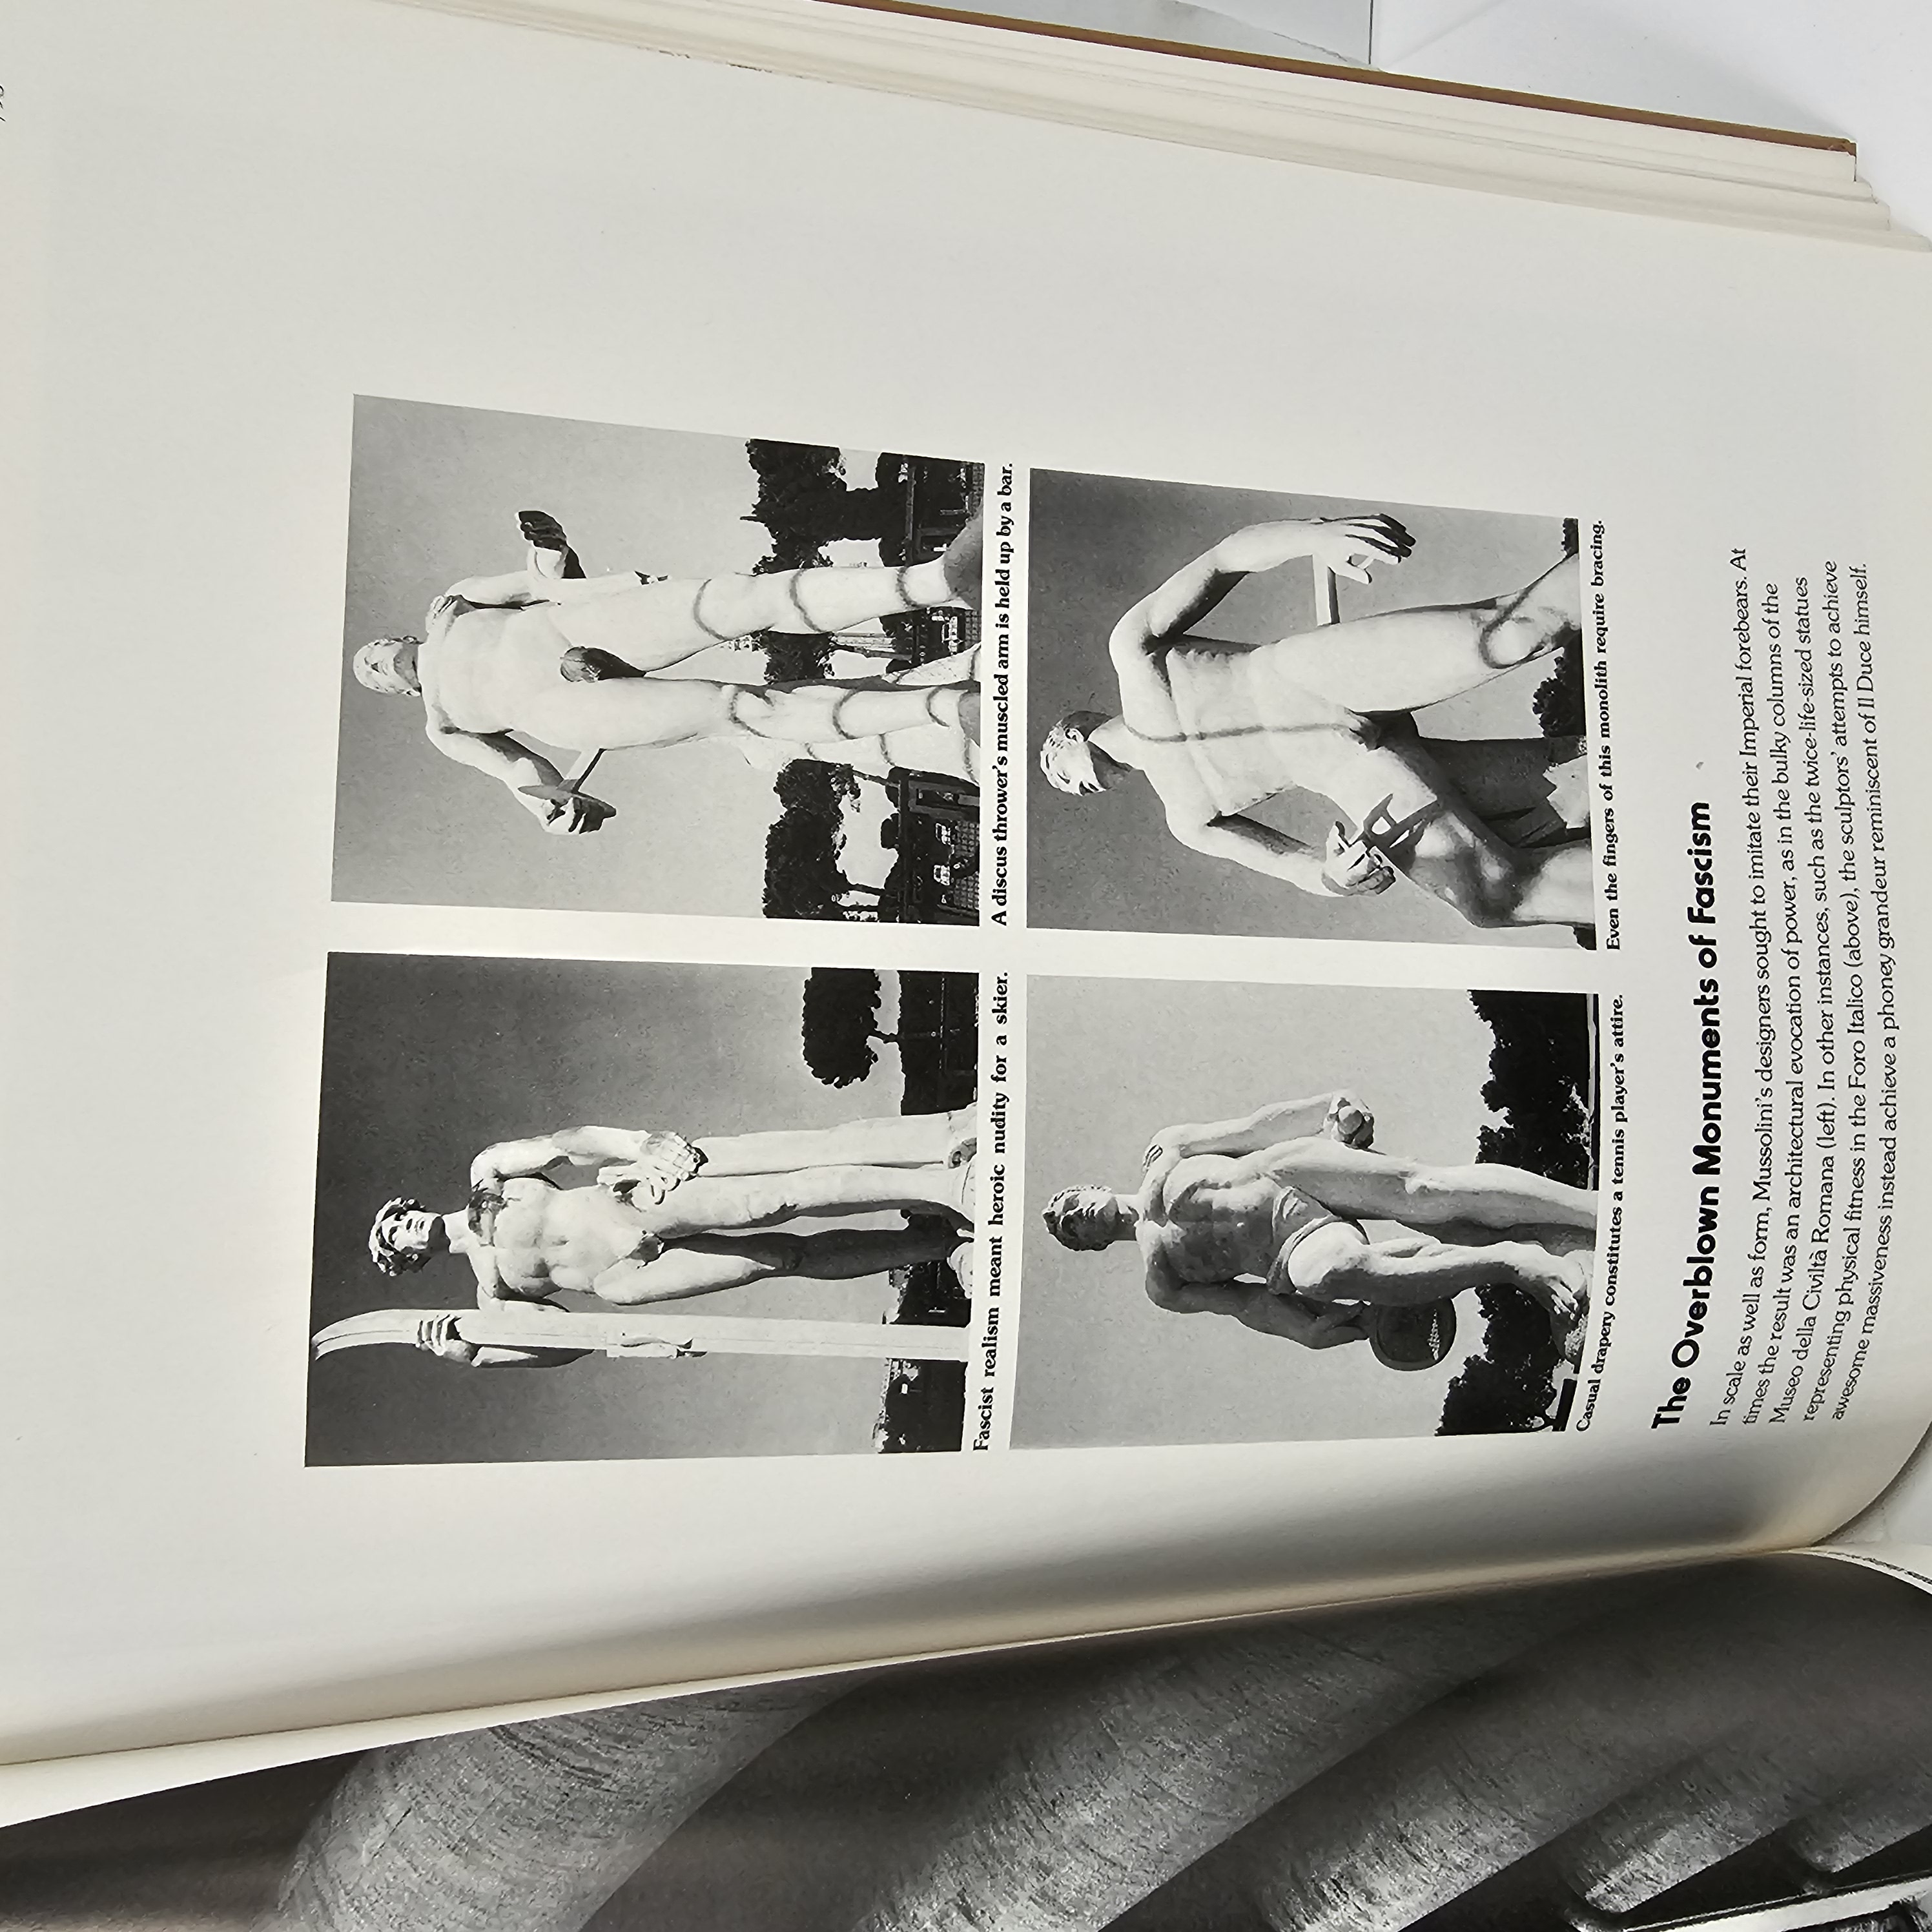 Fascist realism meant heroic nudity for a skier.
A discus thrower's muscled arm is held up by a bar.
Casual drapery constitutes a tennis player's attire.
Even the fingers of this monolith require bracing.
The Overblown Monuments of Fascism
In scale as well as form, Mussolini's designers sought to imitate their Imperial forebears. At
times the result was an architectural evocation of power, as in the bulky columns of the
Museo della Civiltà Romana (left). In other instances, such as the twice-life-sized statues
representing physical fitness in the Foro Italico (above), the sculptors' attempts to achieve
awesome massiveness instead achieve a phoney grandeur reminiscent of Il Duce himself.